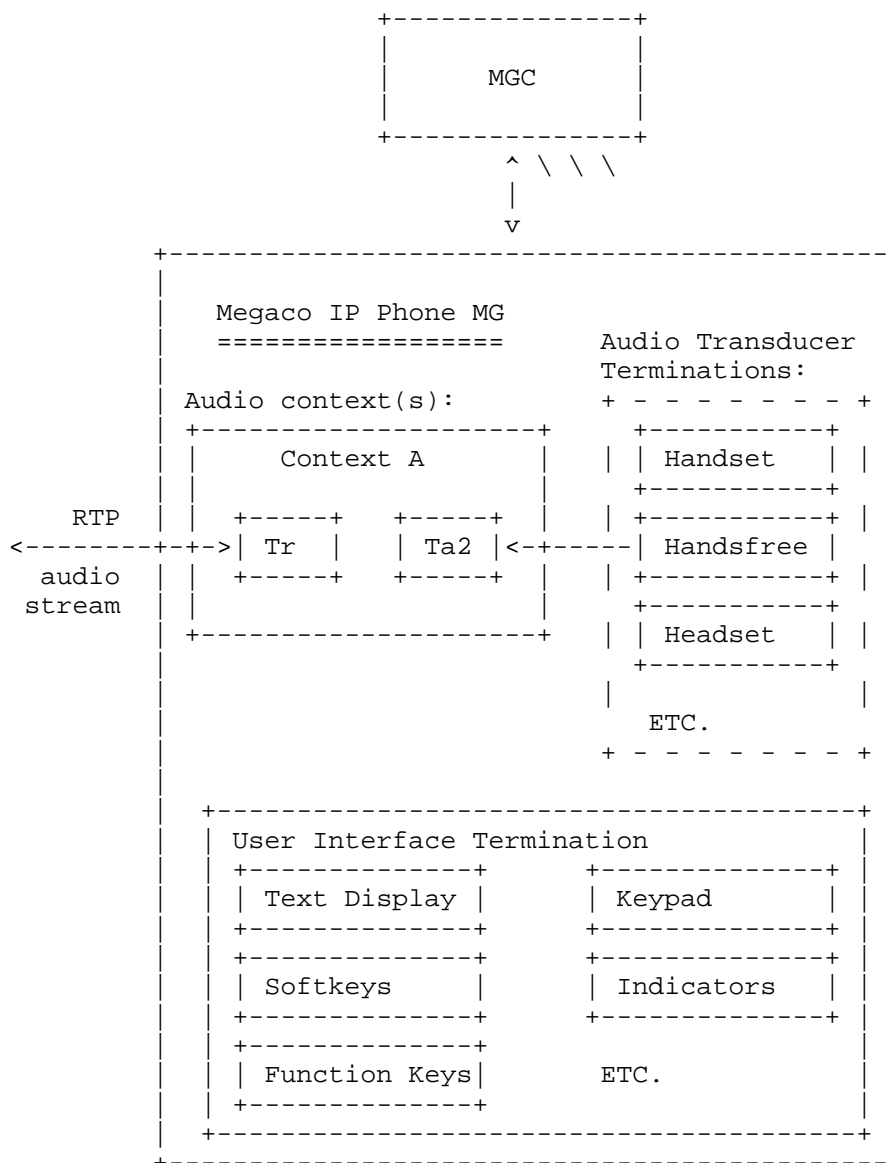 MGC
Megaco IP Phone MG
==================
Audio Transducer
Terminations:
Audio context(s):
Context A
Handset
RTP
Tr
Ta2
Handsfree
audio
stream
Headset
ETC.
User Interface Termination
Text Display
Keypad
Softkeys
Indicators
Function Keys
ETC.